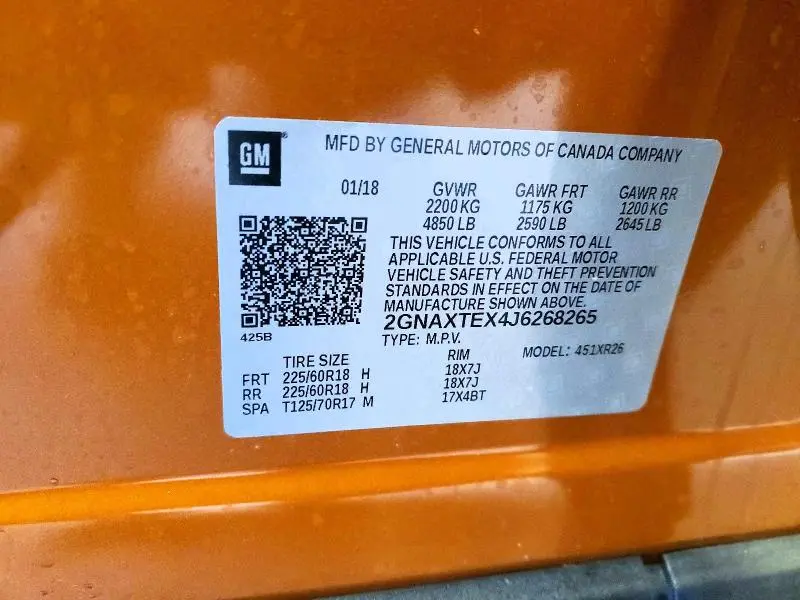 GM
MFD BY GENERAL MOTORS OF CANADA COMPANY
01/18 GVWR GAWR FRT GAWR RR
2200 KG 1175 KG 1200 KG
4850 LB 2590 LB 2645 LB
THIS VEHICLE CONFORMS TO ALL
APPLICABLE U.S. FEDERAL MOTOR
VEHICLE SAFETY AND THEFT PREVENTION
STANDARDS IN EFFECT ON THE DATE OF
MANUFACTURE SHOWN ABOVE.
2GNAXTEX4J6268265
425B
TYPE: M.P.V. MODEL: 451XR26
TIRE SIZE RIM
FRT 225/60R18 H 18X7J
RR 225/60R18 H 18X7J
SPA T125/70R17 M 17X4BT